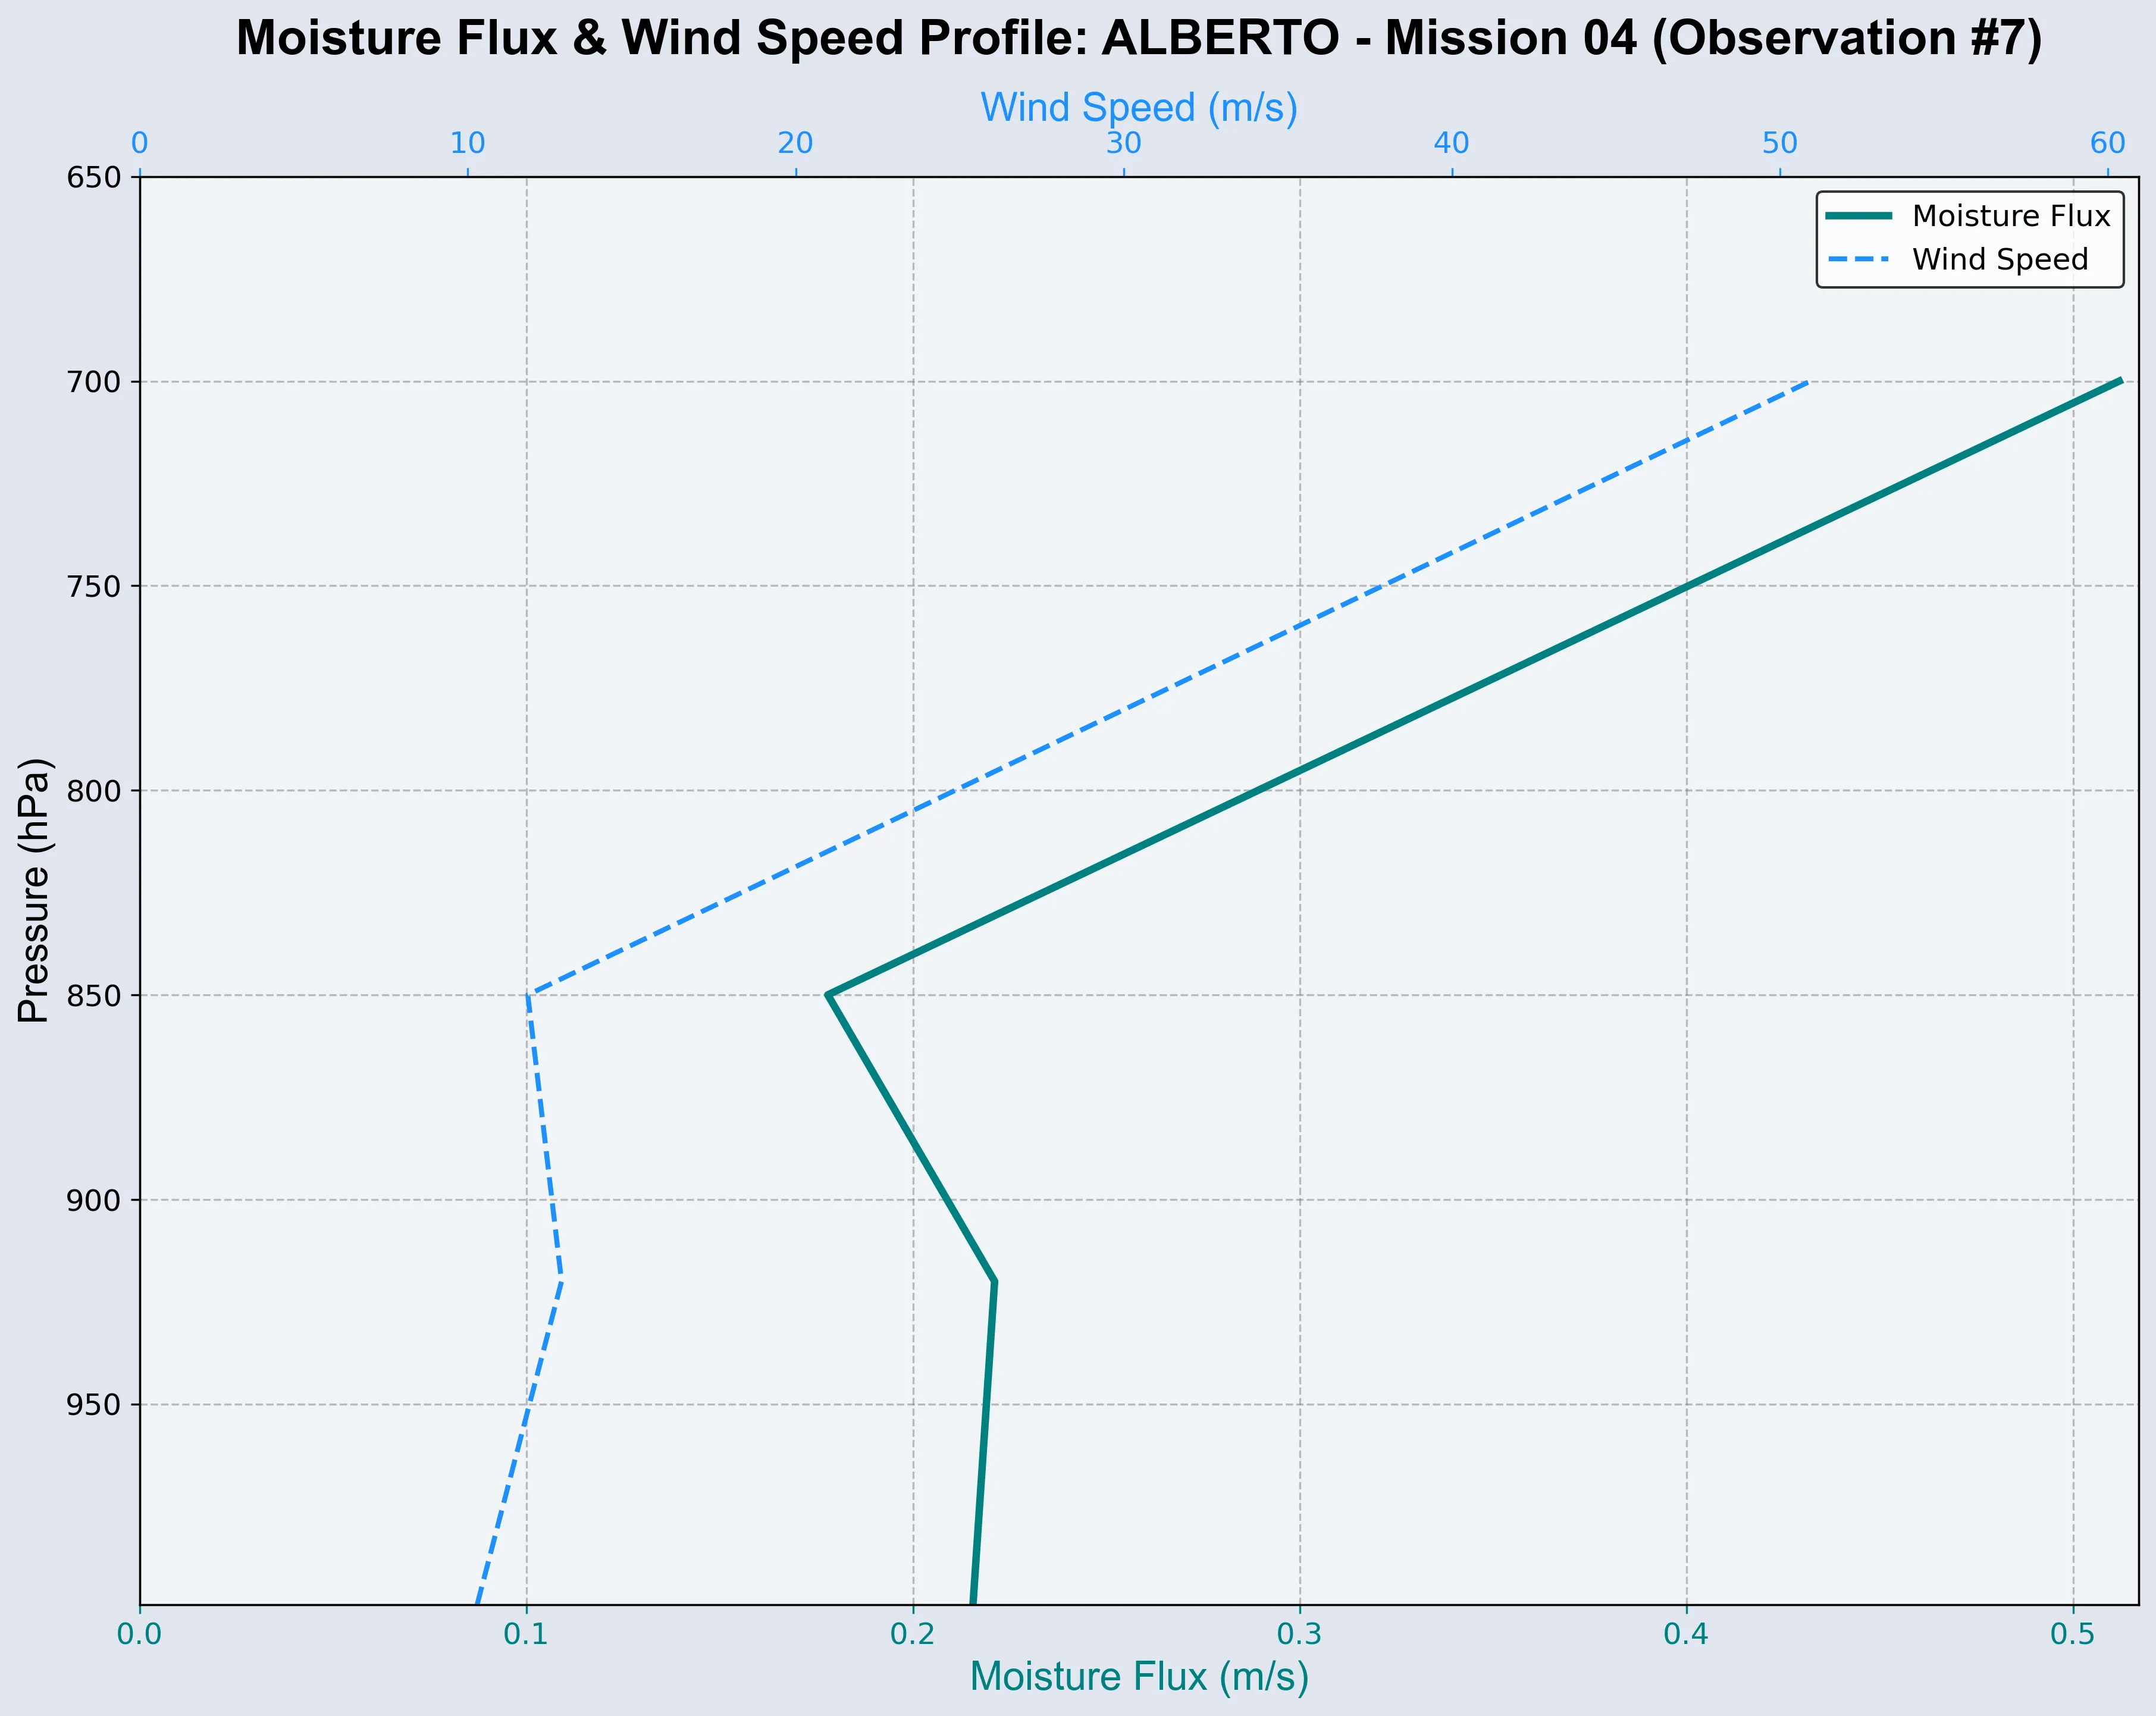 Moisture Flux & Wind Speed Profile: ALBERTO - Mission 04 (Observation #7)
Wind Speed (m/s)
0 10 20 30 40 50 60
Moisture Flux
Wind Speed
Pressure (hPa)
650
700
750
800
850
900
950
0.0 0.1 0.2 0.3 0.4 0.5
Moisture Flux (m/s)